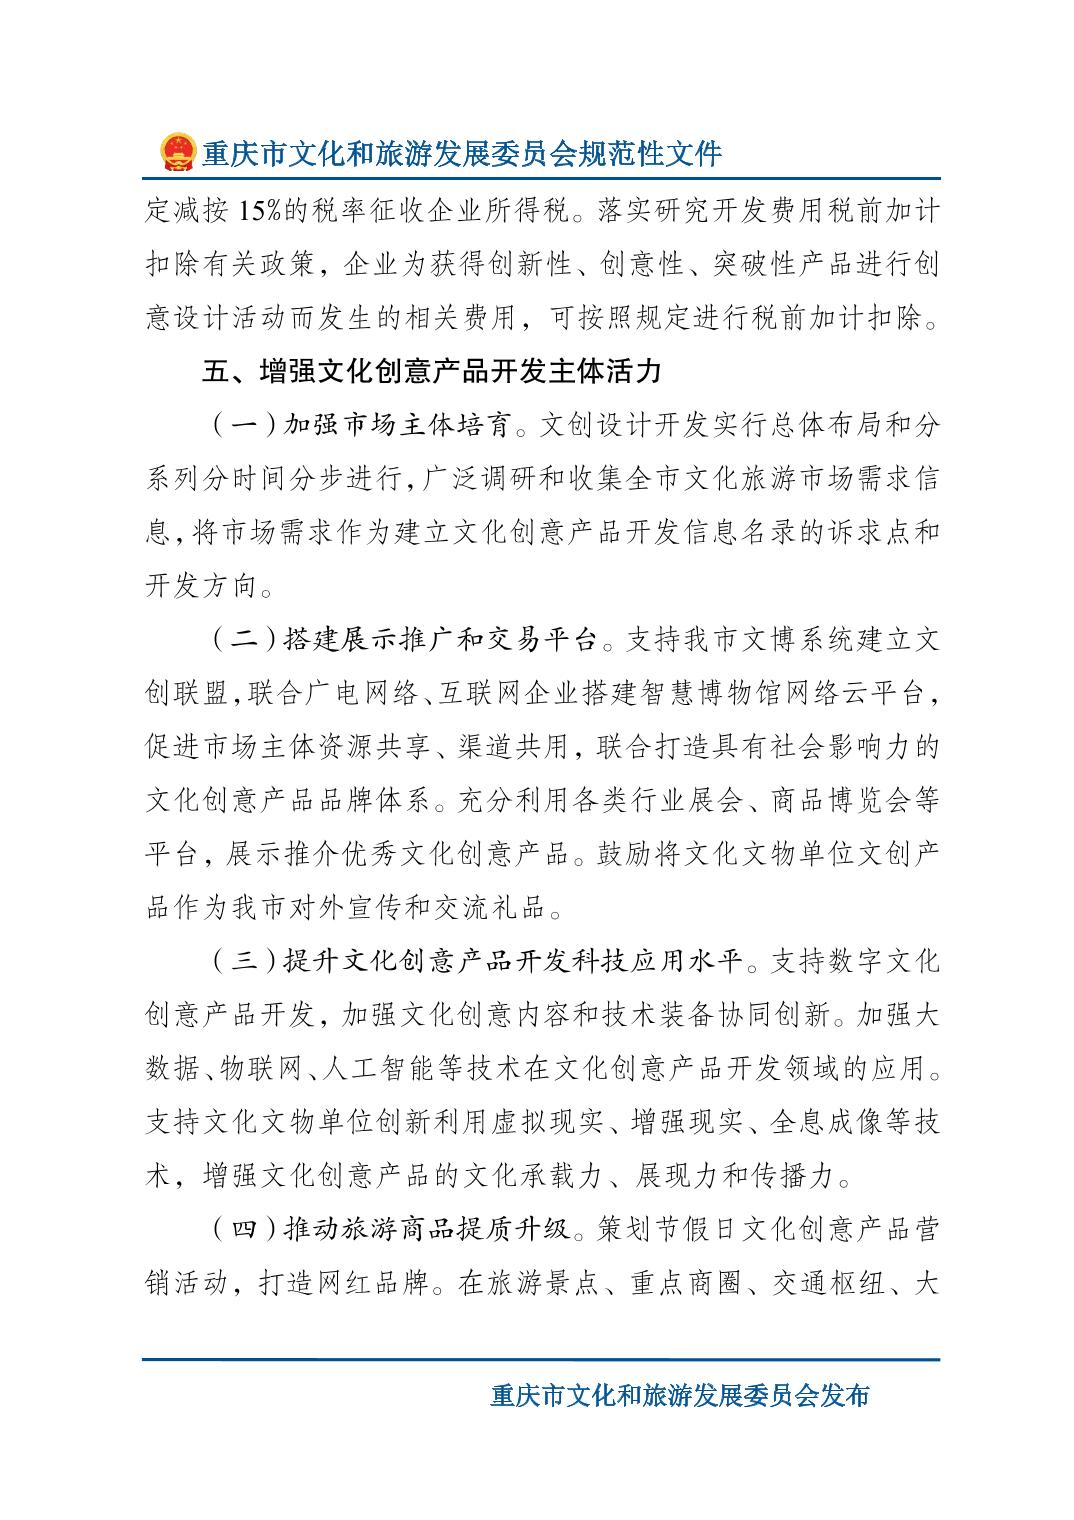 重庆市文化和旅游发展委员会规范性文件
定减按 15%的税率征收企业所得税。落实研究开发费用税前加计
扣除有关政策，企业为获得创新性、创意性、突破性产品进行创
意设计活动而发生的相关费用，可按照规定进行税前加计扣除。
五、增强文化创意产品开发主体活力
（一）加强市场主体培育。文创设计开发实行总体布局和分
系列分时间分步进行，广泛调研和收集全市文化旅游市场需求信
息，将市场需求作为建立文化创意产品开发信息名录的诉求点和
开发方向。
（二）搭建展示推广和交易平台。支持我市文博系统建立文
创联盟，联合广电网络、互联网企业搭建智慧博物馆网络云平台，
促进市场主体资源共享、渠道共用，联合打造具有社会影响力的
文化创意产品品牌体系。充分利用各类行业展会、商品博览会等
平台，展示推介优秀文化创意产品。鼓励将文化文物单位文创产
品作为我市对外宣传和交流礼品。
（三）提升文化创意产品开发科技应用水平。支持数字文化
创意产品开发，加强文化创意内容和技术装备协同创新。加强大
数据、物联网、人工智能等技术在文化创意产品开发领域的应用。
支持文化文物单位创新利用虚拟现实、增强现实、全息成像等技
术，增强文化创意产品的文化承载力、展现力和传播力。
（四）推动旅游商品提质升级。策划节假日文化创意产品营
销活动，打造网红品牌。在旅游景点、重点商圈、交通枢纽、大
重庆市文化和旅游发展委员会发布